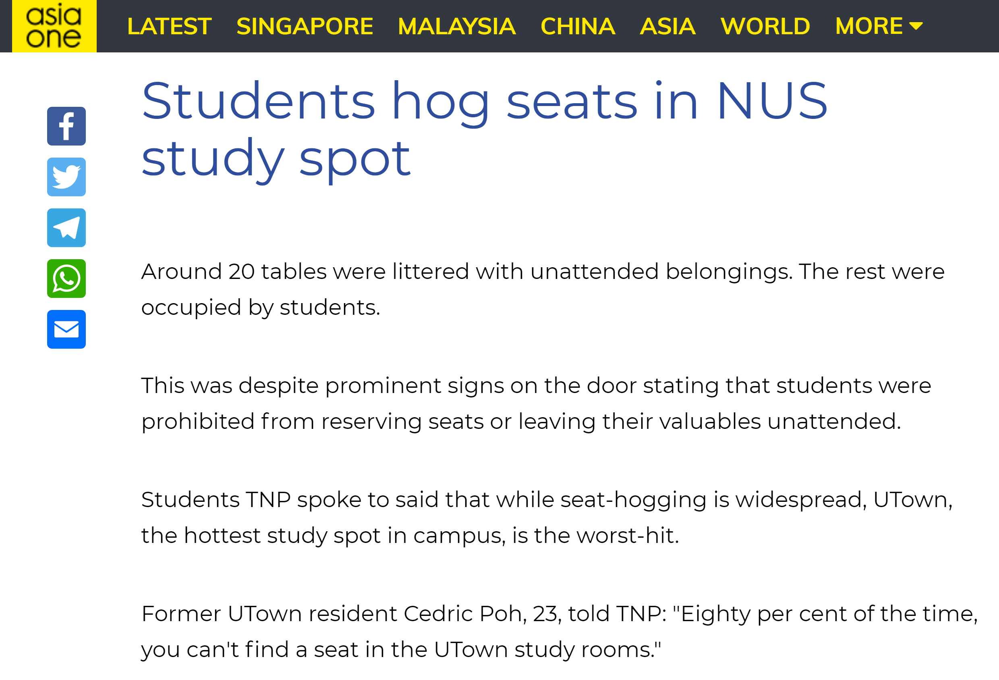 asia
one
LATEST SINGAPORE MALAYSIA CHINA ASIA WORLD MORE
Students hog seats in NUS
study spot
Around 20 tables were littered with unattended belongings. The rest were
occupied by students.
This was despite prominent signs on the door stating that students were
prohibited from reserving seats or leaving their valuables unattended.
Students TNP spoke to said that while seat-hogging is widespread, UTown,
the hottest study spot in campus, is the worst-hit.
Former UTown resident Cedric Poh, 23, told TNP: "Eighty per cent of the time,
you can't find a seat in the UTown study rooms."